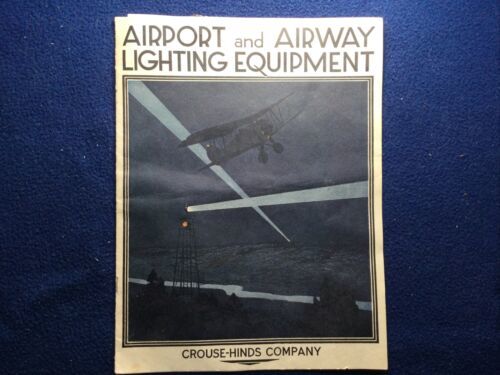 AIRPORT and AIRWAY
LIGHTING EQUIPMENT
CROUSE-HINDS COMPANY